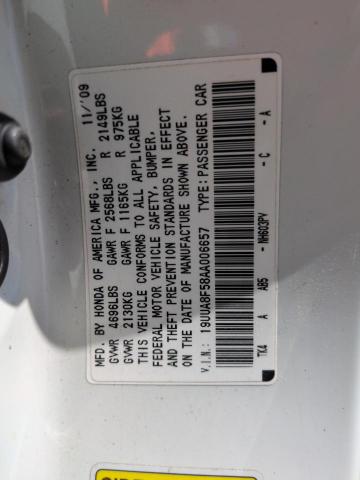 MFD. BY HONDA OF AMERICA MFG., INC. 11/'09
GVWR 4696LBS GAWR F 2568LBS R 2149LBS
GVWR 2130KG GAWR F 1165KG R 975KG
THIS VEHICLE CONFORMS TO ALL APPLICABLE
FEDERAL MOTOR VEHICLE SAFETY, BUMPER,
AND THEFT PREVENTION STANDARDS IN EFFECT
ON THE DATE OF MANUFACTURE SHOWN ABOVE.
V.I.N.: 19UUA8F58AA006657 TYPE:PASSENGER CAR
TK4 A AB5 NH603PV - C - A